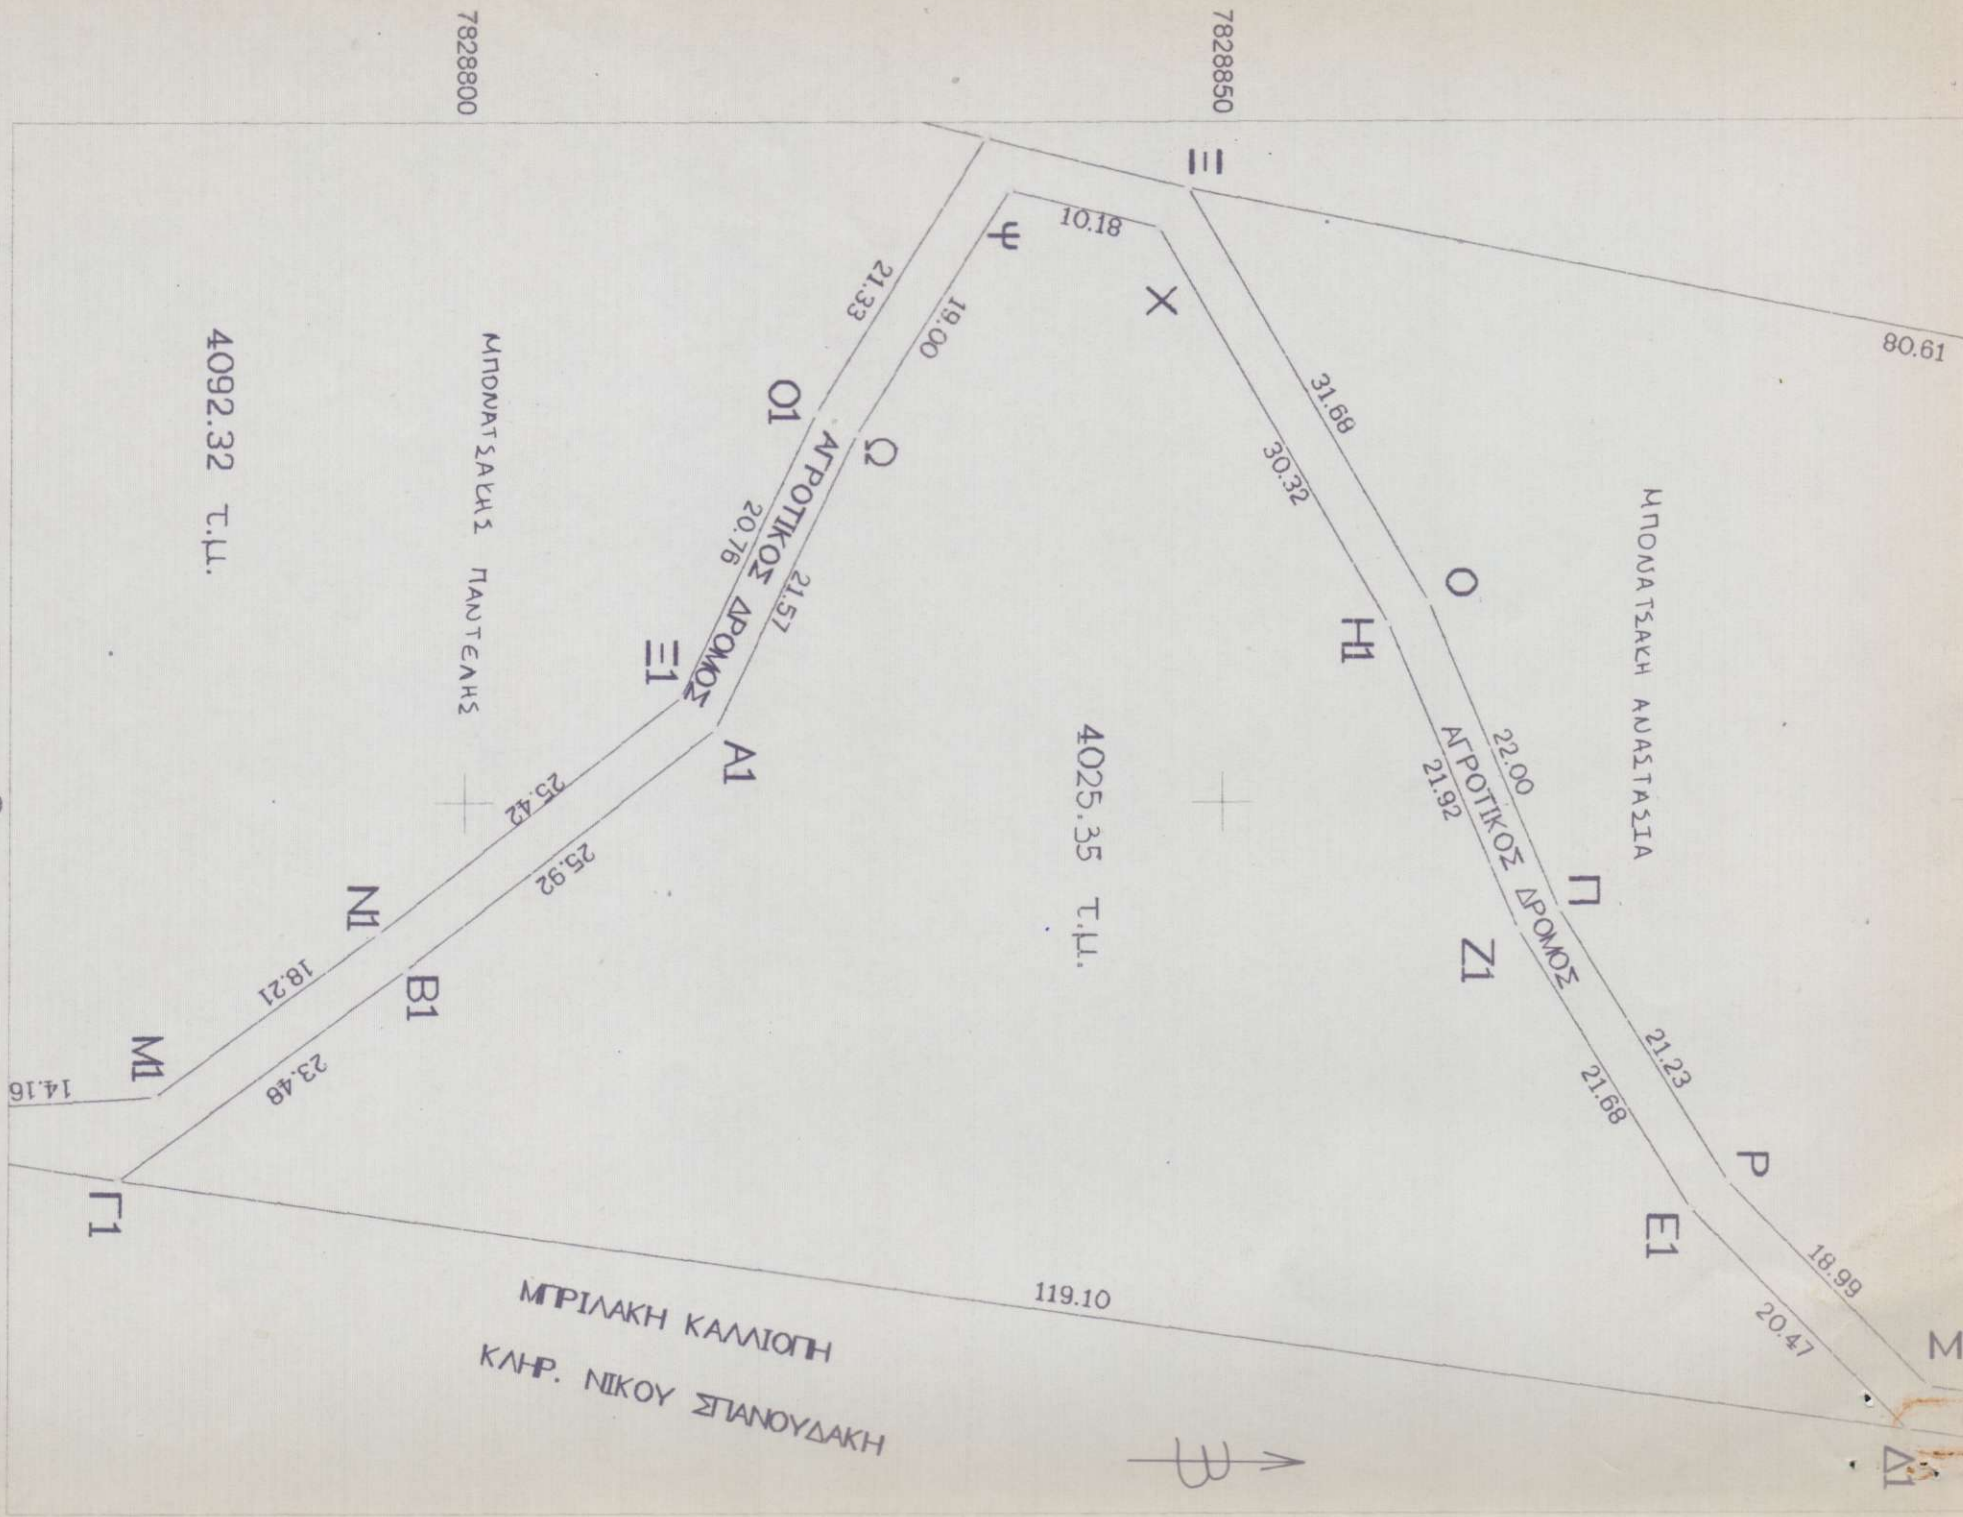 7828800
7828850
Ξ
10.18
Ψ
Χ
21.33
19.00
80.61
31.68
30.32
4092.32 τ.μ.
ΜΠΟΝΑΤΣΑΚΗΣ ΠΑΝΤΕΛΗΣ
Ο1
Ω
ΑΓΡΟΤΙΚΟΣ ΔΡΟΜΟΣ
20.76
21.57
Ξ1
Α1
Ο
Η1
ΜΠΟΝΑΤΣΑΚΗ ΑΝΑΣΤΑΣΙΑ
22.00
ΑΓΡΟΤΙΚΟΣ ΔΡΟΜΟΣ
21.92
4025.35 τ.μ.
25.42
25.92
Π
Ζ1
Ν1
Β1
18.21
23.48
21.23
21.68
Μ1
14.16
Γ1
Ρ
Ε1
18.99
20.47
119.10
Μ
Δ1
ΜΠΡΙΛΑΚΗ ΚΑΛΛΙΟΠΗ
ΚΛΗΡ. ΝΙΚΟΥ ΣΠΑΝΟΥΔΑΚΗ
Β